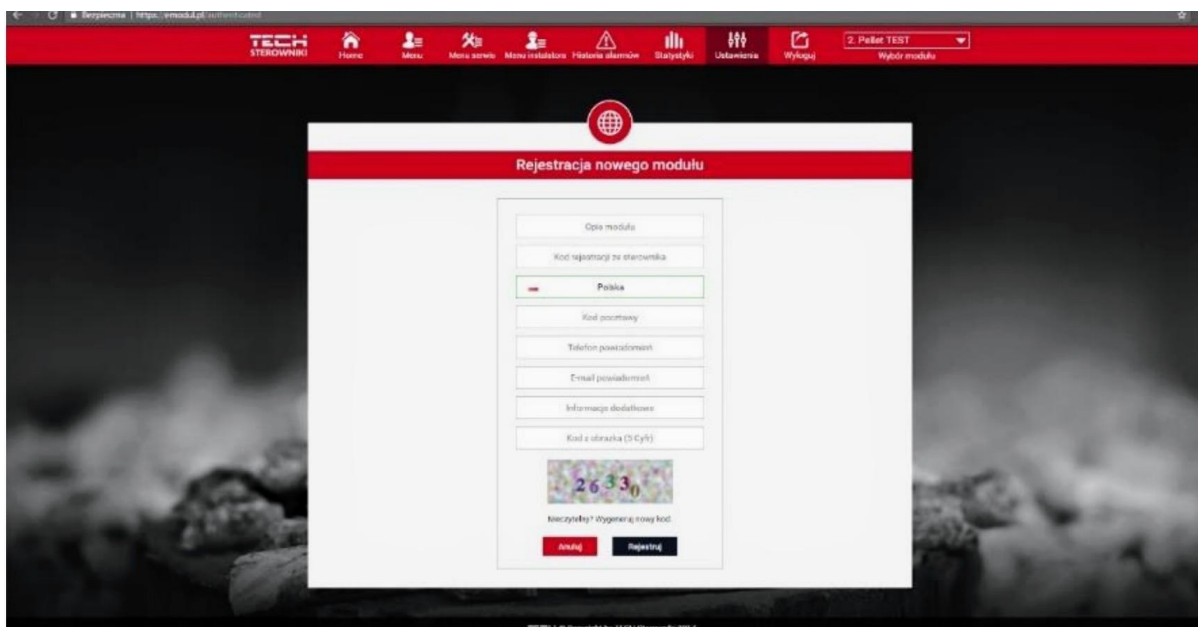 Bezpieczna | https://emodul.pl/authenticated
TECH
STEROWNIKI
Home
Menu
Menu serwis
Menu instalatora
Historia alarmów
Statystyki
Ustawienia
Wyloguj
2. Pellet TEST
Wybór modułu
Rejestracja nowego modułu
Opis modułu
Kod rejestracji ze sterownika
Polska
Kod pocztowy
Telefon powiadomień
E-mail powiadomień
Informacje dodatkowe
Kod z obrazka (5 Cyfr)
26330
Nieczytelny? Wygeneruj nowy kod.
Anuluj
Rejestruj